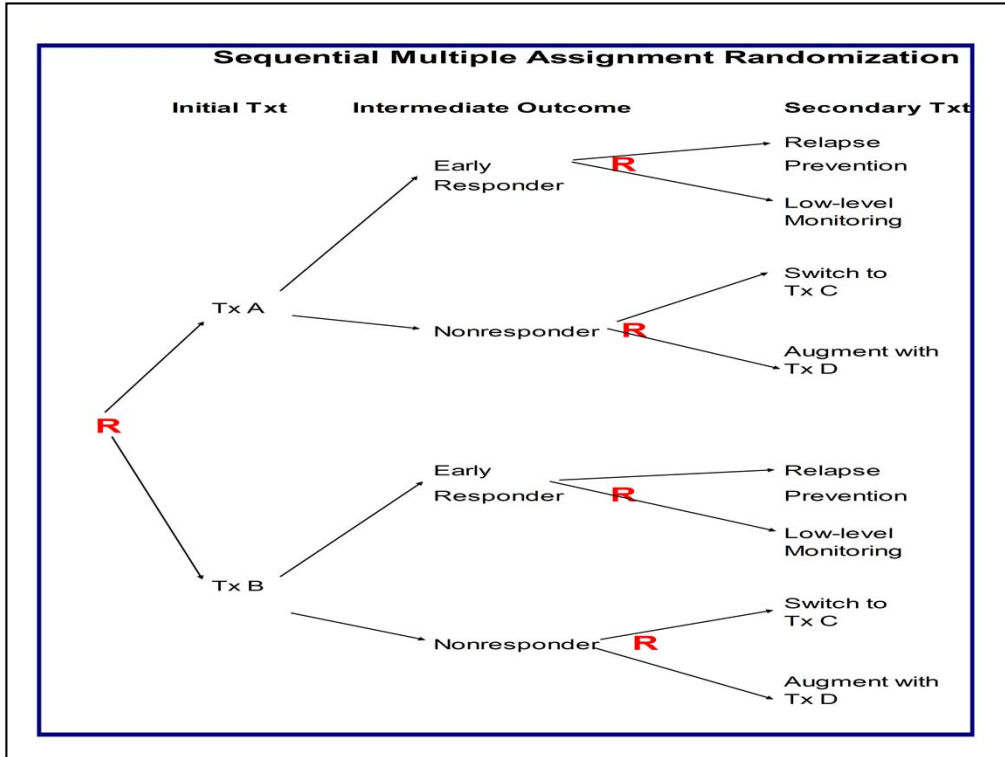 Sequential Multiple Assignment Randomization
Initial Txt
Intermediate Outcome
Secondary Txt
R
Tx A
Early
Responder
R
Relapse
Prevention
Low-level
Monitoring
Nonresponder
R
Switch to
Tx C
Augment with
Tx D
Tx B
Early
Responder
R
Relapse
Prevention
Low-level
Monitoring
Nonresponder
R
Switch to
Tx C
Augment with
Tx D